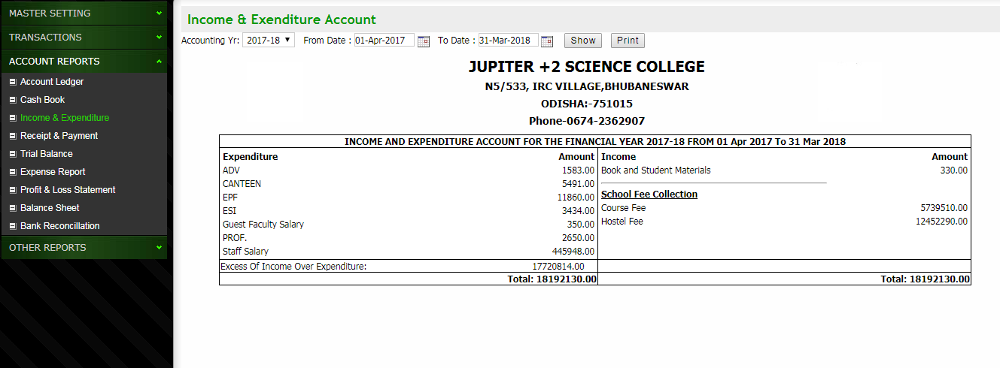 MASTER SETTING
TRANSACTIONS
ACCOUNT REPORTS
Account Ledger
Cash Book
Income & Expenditure
Receipt & Payment
Trial Balance
Expense Report
Profit & Loss Statement
Balance Sheet
Bank Reconcillation
OTHER REPORTS
Income & Exenditure Account
Accounting Yr: 2017-18 From Date : 01-Apr-2017 To Date : 31-Mar-2018 Show Print
JUPITER +2 SCIENCE COLLEGE
N5/533, IRC VILLAGE,BHUBANESWAR
ODISHA:-751015
Phone-0674-2362907
INCOME AND EXPENDITURE ACCOUNT FOR THE FINANCIAL YEAR 2017-18 FROM 01 Apr 2017 To 31 Mar 2018
Expenditure Amount
ADV 1583.00
CANTEEN 5491.00
EPF 11860.00
ESI 3434.00
Guest Faculty Salary 350.00
PROF. 2650.00
Staff Salary 445948.00
Excess Of Income Over Expenditure: 17720814.00
Total: 18192130.00
Income Amount
Book and Student Materials 330.00
School Fee Collection
Course Fee 5739510.00
Hostel Fee 12452290.00
Total: 18192130.00